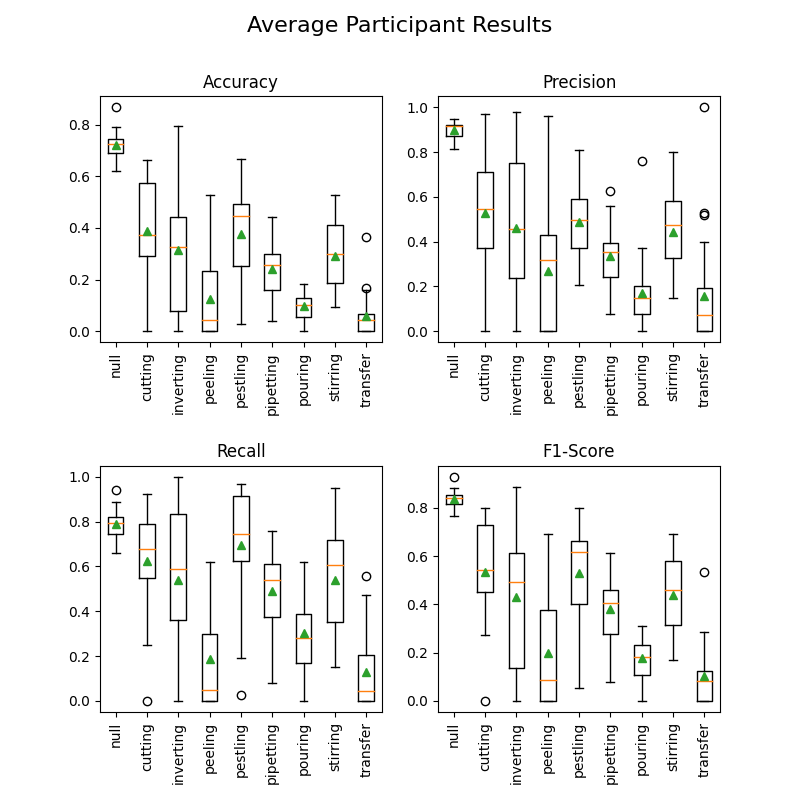 Average Participant Results
Accuracy
0.8
0.6
0.4
0.2
0.0
null
cutting
inverting
peeling
pestling
pipetting
pouring
stirring
transfer
Precision
1.0
0.8
0.6
0.4
0.2
0.0
null
cutting
inverting
peeling
pestling
pipetting
pouring
stirring
transfer
Recall
1.0
0.8
0.6
0.4
0.2
0.0
null
cutting
inverting
peeling
pestling
pipetting
pouring
stirring
transfer
F1-Score
0.8
0.6
0.4
0.2
0.0
null
cutting
inverting
peeling
pestling
pipetting
pouring
stirring
transfer